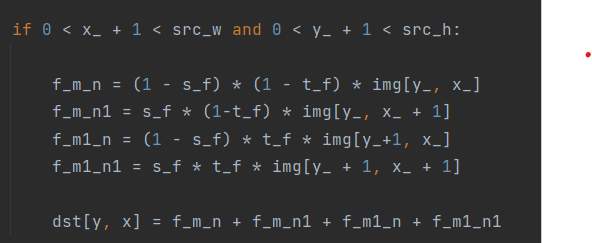 if 0 < x_ + 1 < src_w and 0 < y_ + 1 < src_h:
f_m_n = (1 - s_f) * (1 - t_f) * img[y_, x_]
f_m_n1 = s_f * (1-t_f) * img[y_, x_ + 1]
f_m1_n = (1 - s_f) * t_f * img[y_+1, x_]
f_m1_n1 = s_f * t_f * img[y_ + 1, x_ + 1]
dst[y, x] = f_m_n + f_m_n1 + f_m1_n + f_m1_n1